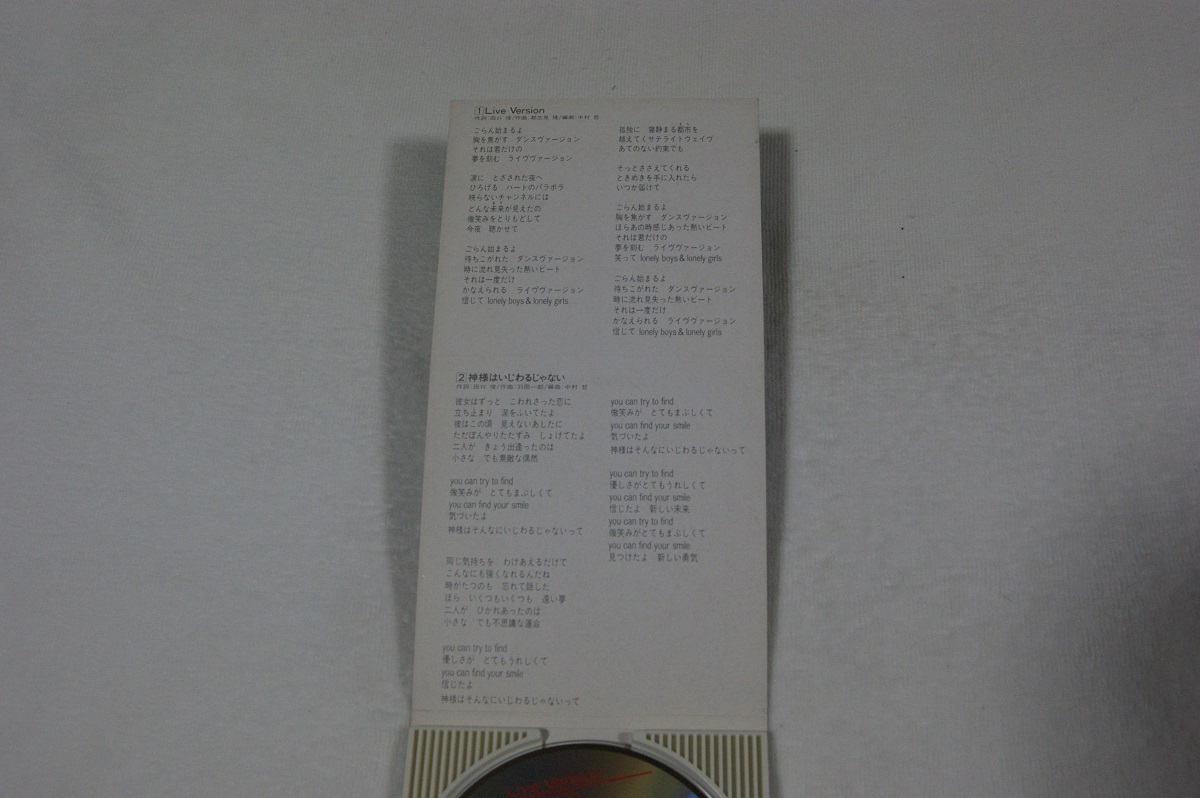 1 Live Version
ごらん始まるよ
胸を焦がす ダンスヴァージョン
それは君だけの
夢を刻む ライヴヴァージョン
涙に とざされた夜へ
ひろげる ハートのパラボラ
映らないチャンネルには
どんな未来が見えたの
微笑みをとりもどして
今夜 聴かせて
ごらん始まるよ
待ちこがれた ダンスヴァージョン
時に流れ見失った熱いビート
それは一度だけ
かなえられる ライヴヴァージョン
信じて lonely boys & lonely girls
孤独に 寝静まる都市を
越えてくサテライトウェイヴ
あてのない約束でも
そっとささえてくれる
ときめきを手に入れたら
いつか届けて
ごらん始まるよ
胸を焦がす ダンスヴァージョン
ほらあの時感じあった熱いビート
それは君だけの
夢を刻む ライヴヴァージョン
笑って lonely boys & lonely girls
ごらん始まるよ
待ちこがれた ダンスヴァージョン
時に流れ見失った熱いビート
それは一度だけ
かなえられる ライヴヴァージョン
信じて lonely boys & lonely girls
2 神様はいじわるじゃない
彼女はずっと こわれさった恋に
立ち止まり 涙をふいてたよ
彼はこの頃 見えないあしたに
ただぼんやりたたずみ しょげてたよ
二人が きょう出逢ったのは
小さな でも素敵な偶然
you can try to find
微笑みが とてもまぶしくて
you can find your smile
気づいたよ
神様はそんなにいじわるじゃないって
同じ気持ちを わけあえるだけで
こんなにも強くなれるんだね
時がたつのも 忘れて話した
ほら いくつもいくつも 遠い夢
二人が ひかれあったのは
小さな でも不思議な運命
you can try to find
優しさが とてもうれしくて
you can find your smile
信じたよ
神様はそんなにいじわるじゃないって
you can try to find
微笑みが とてもまぶしくて
you can find your smile
気づいたよ
神様はそんなにいじわるじゃないって
you can try to find
優しさがとてもうれしくて
you can find your smile
信じたよ 新しい未来
you can try to find
微笑みがとてもまぶしくて
you can find your smile
見つけたよ 新しい勇気